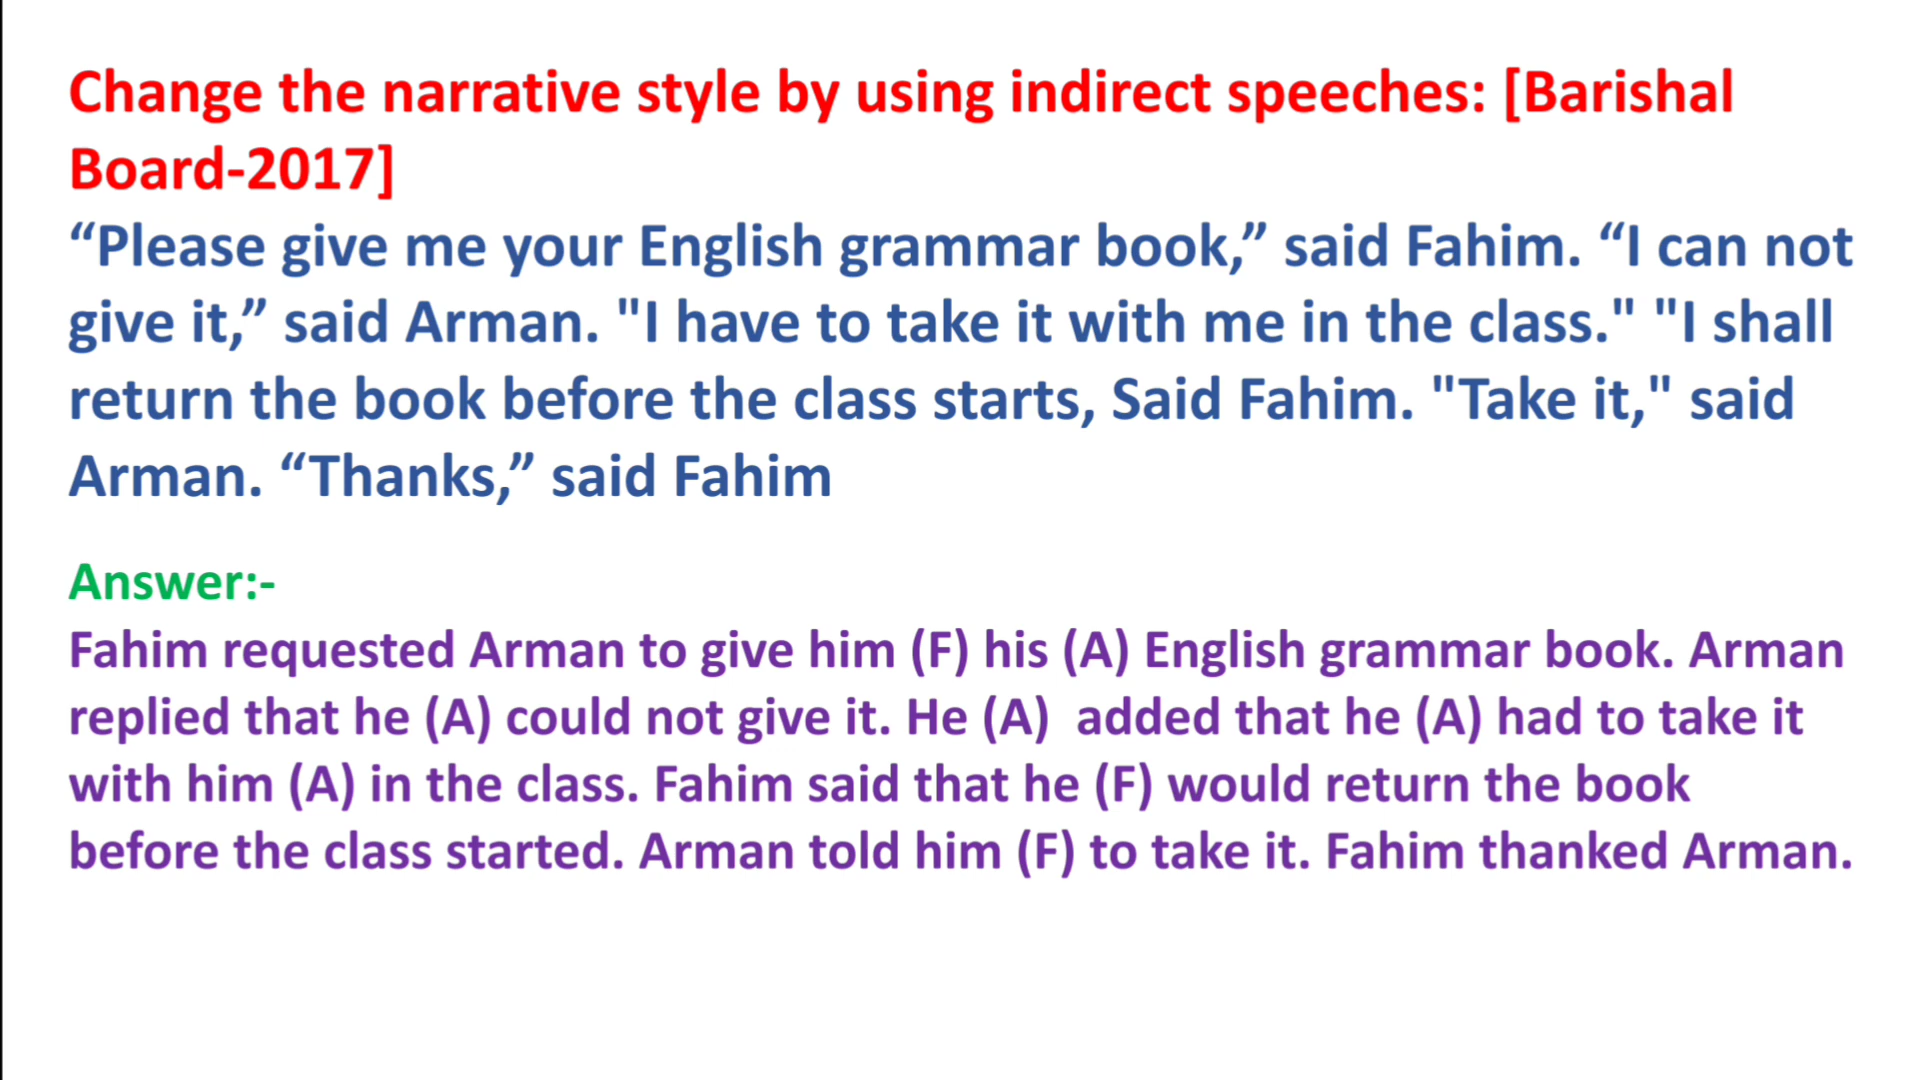 Change the narrative style by using indirect speeches: [Barishal
Board-2017]
“Please give me your English grammar book,” said Fahim. “I can not
give it,” said Arman. "I have to take it with me in the class." "I shall
return the book before the class starts, Said Fahim. "Take it," said
Arman. “Thanks,” said Fahim
Answer:-
Fahim requested Arman to give him (F) his (A) English grammar book. Arman
replied that he (A) could not give it. He (A)  added that he (A) had to take it
with him (A) in the class. Fahim said that he (F) would return the book
before the class started. Arman told him (F) to take it. Fahim thanked Arman.